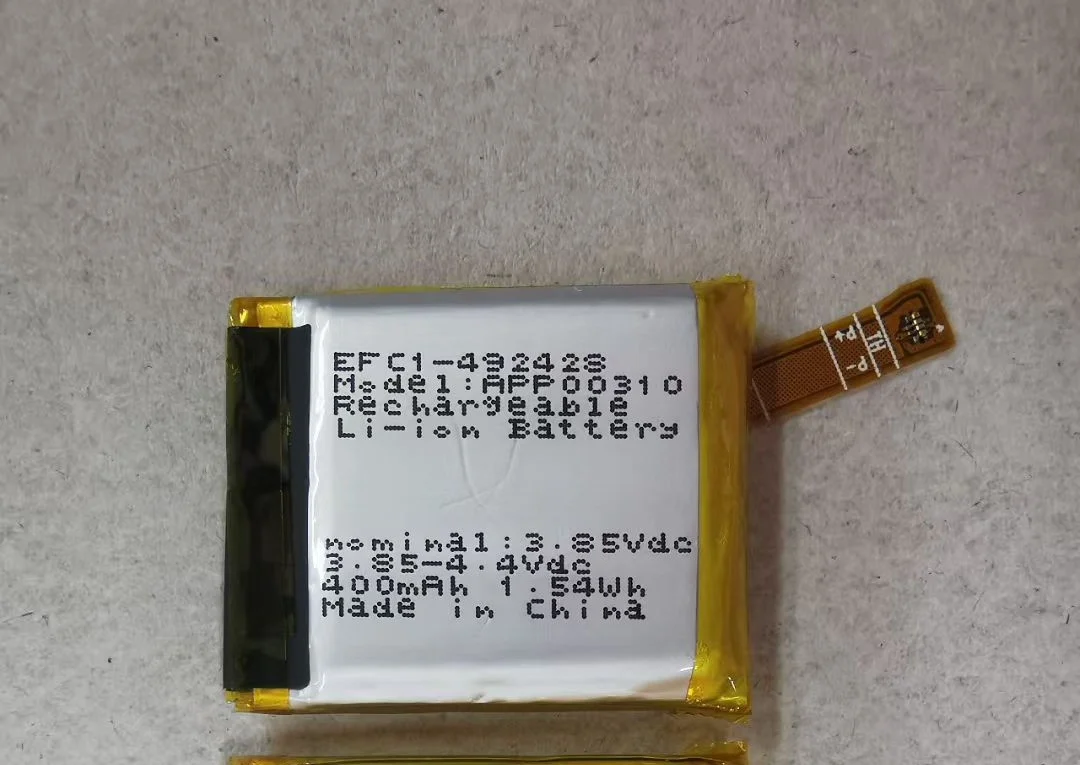 EFC1-492428
Model:APP00310
Rechargeable
Li-ion Battery
nominal:3.85Vdc
3.85-4.4Vdc
400mAh 1.54Wh
Made in China
P+ TH
P-